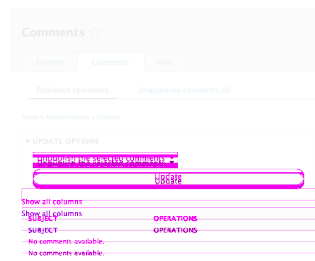 Comments
Content Comments Files
Published comments Unapproved comments (0)
Home » Administration » Content
▼ UPDATE OPTIONS
Update
Update
Show all columns
Show all columns
SUBJECT OPERATIONS
SUBJECT OPERATIONS
No comments available.
No comments available.